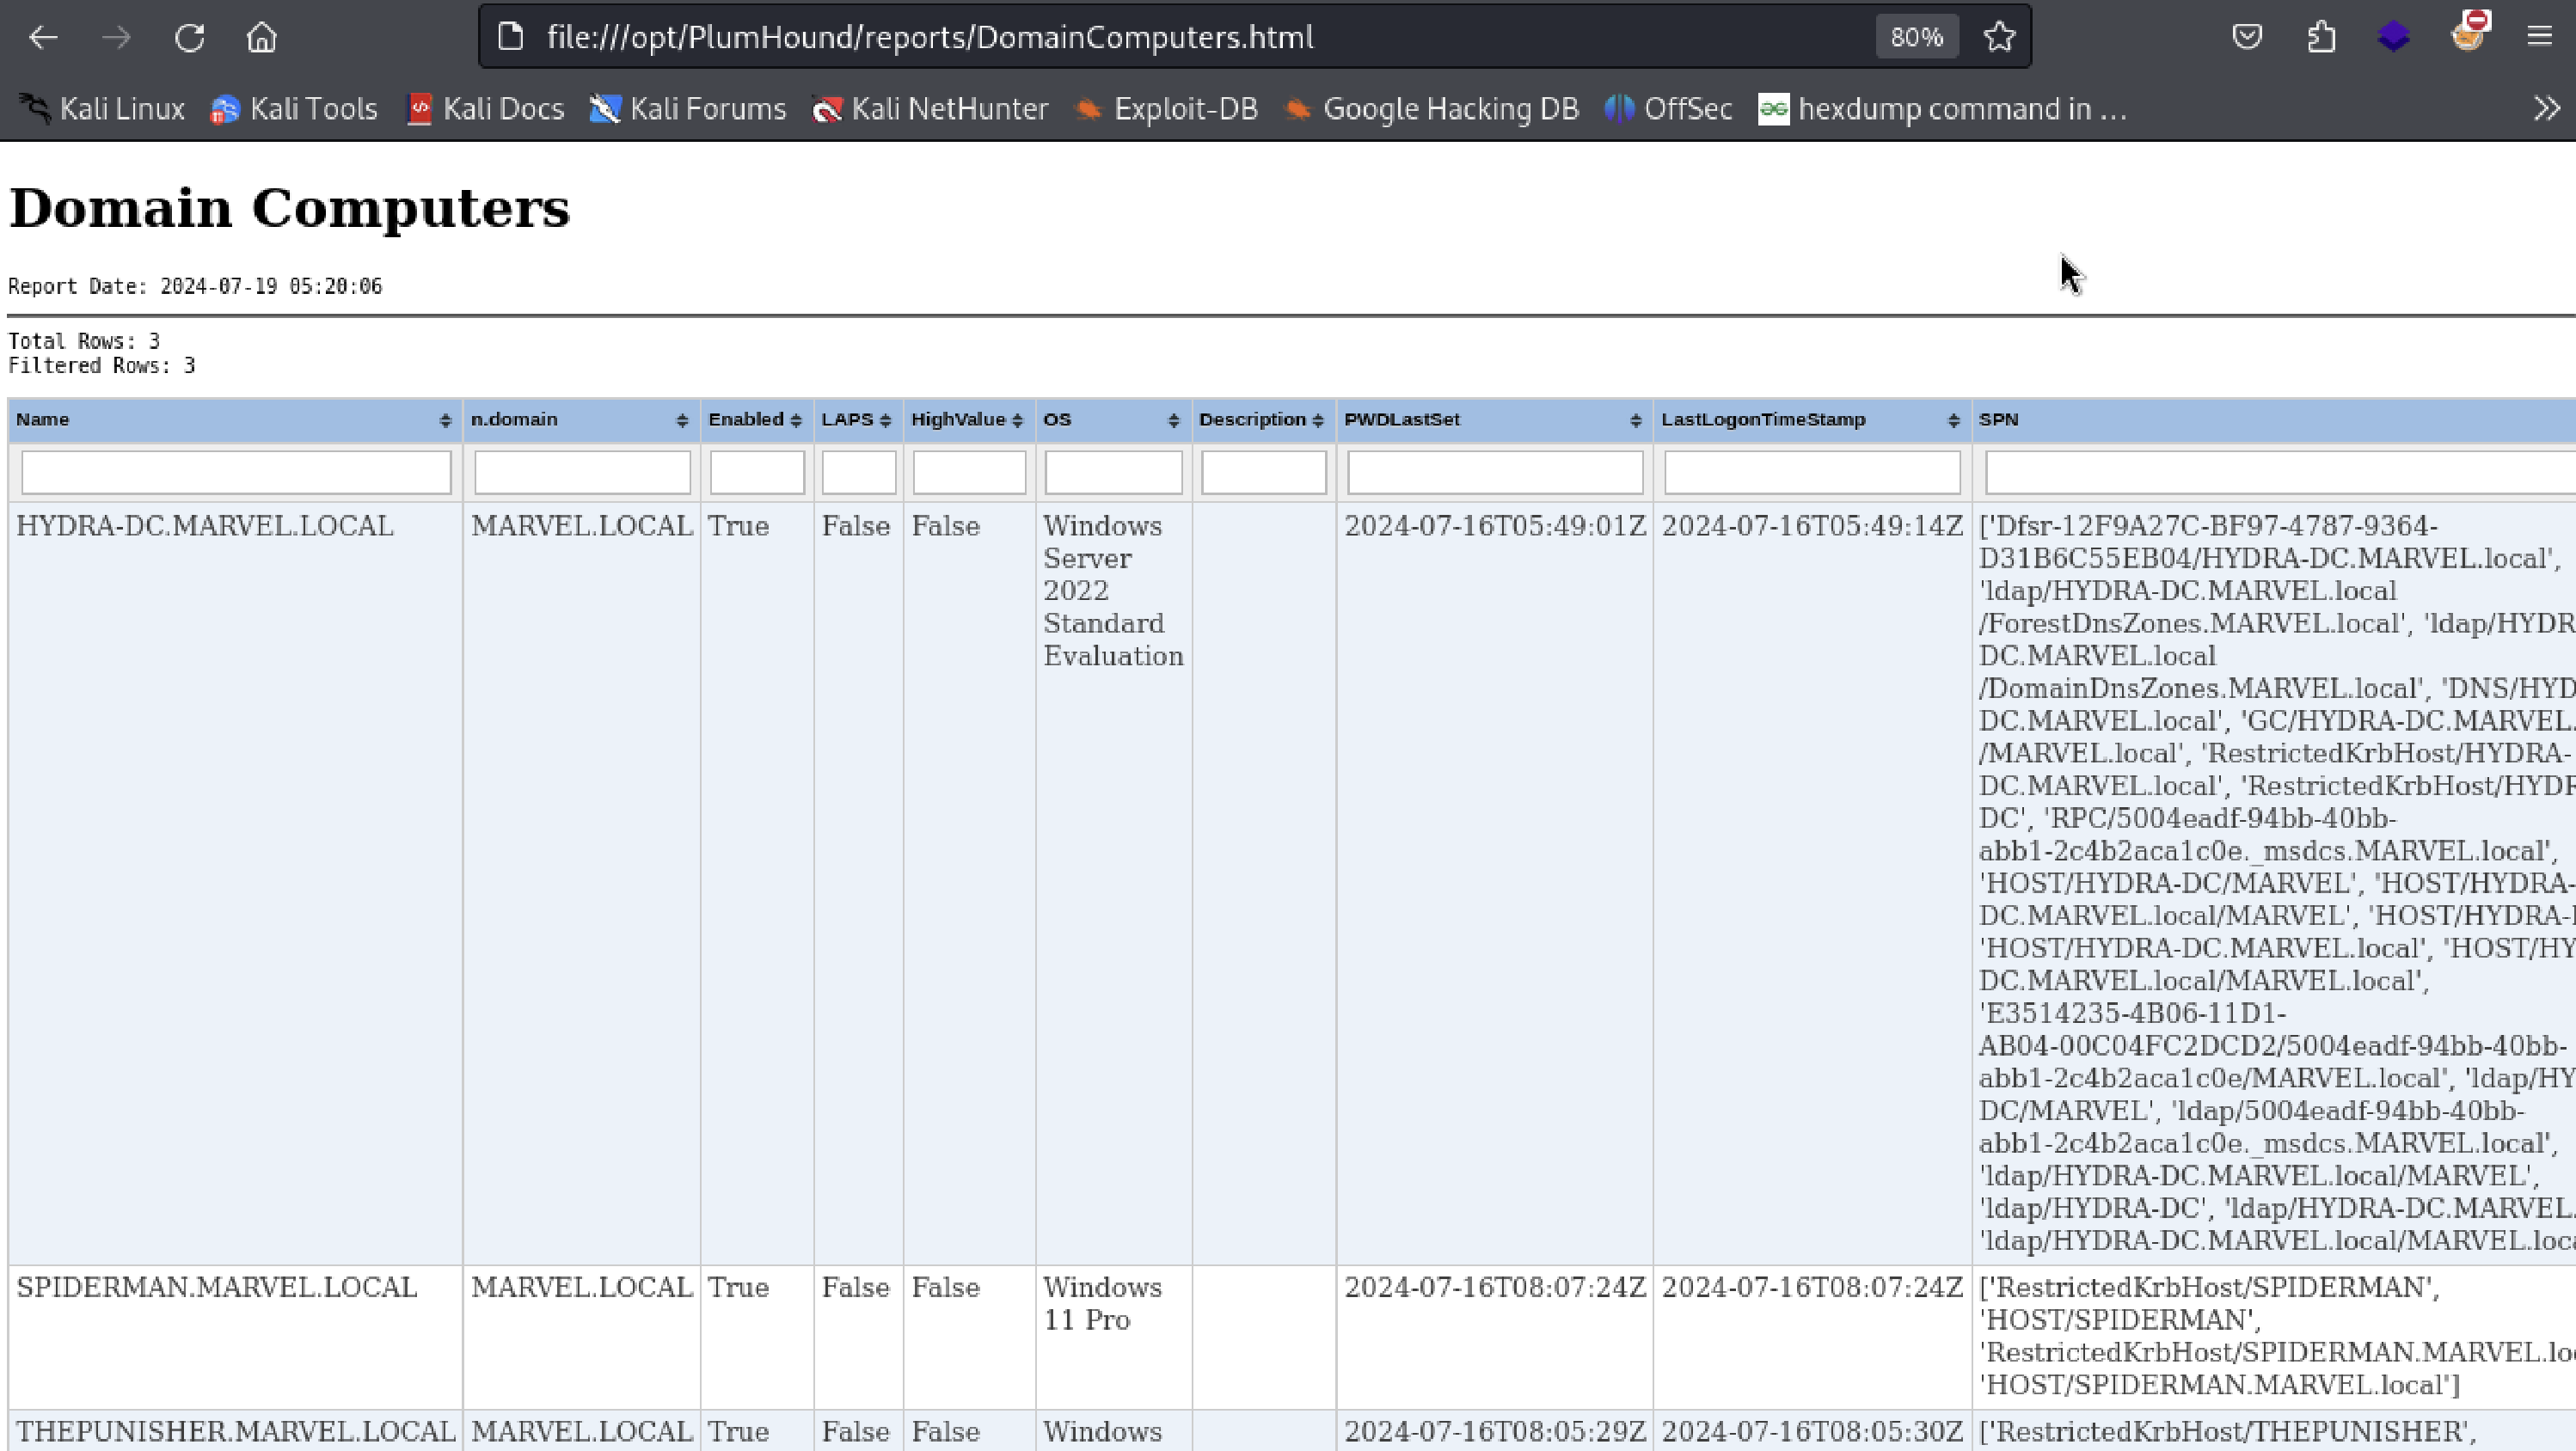 file:///opt/PlumHound/reports/DomainComputers.html 80%
Kali Linux Kali Tools Kali Docs Kali Forums Kali NetHunter Exploit-DB Google Hacking DB OffSec hexdump command in …
Domain Computers
Report Date: 2024-07-19 05:20:06
Total Rows: 3
Filtered Rows: 3
Name n.domain Enabled LAPS HighValue OS Description PWDLastSet LastLogonTimeStamp SPN
HYDRA-DC.MARVEL.LOCAL MARVEL.LOCAL True False False Windows 2024-07-16T05:49:01Z 2024-07-16T05:49:14Z ['Dfsr-12F9A27C-BF97-4787-9364-
Server D31B6C55EB04/HYDRA-DC.MARVEL.local',
2022 'ldap/HYDRA-DC.MARVEL.local
Standard /ForestDnsZones.MARVEL.local', 'ldap/HYDR
Evaluation DC.MARVEL.local
/DomainDnsZones.MARVEL.local', 'DNS/HYD
DC.MARVEL.local', 'GC/HYDRA-DC.MARVEL.
/MARVEL.local', 'RestrictedKrbHost/HYDRA-
DC.MARVEL.local', 'RestrictedKrbHost/HYDR
DC', 'RPC/5004eadf-94bb-40bb-
abb1-2c4b2aca1c0e._msdcs.MARVEL.local',
'HOST/HYDRA-DC/MARVEL', 'HOST/HYDRA-
DC.MARVEL.local/MARVEL', 'HOST/HYDRA-
'HOST/HYDRA-DC.MARVEL.local', 'HOST/HY
DC.MARVEL.local/MARVEL.local',
'E3514235-4B06-11D1-
AB04-00C04FC2DCD2/5004eadf-94bb-40bb-
abb1-2c4b2aca1c0e/MARVEL.local', 'ldap/HY
DC/MARVEL', 'ldap/5004eadf-94bb-40bb-
abb1-2c4b2aca1c0e._msdcs.MARVEL.local',
'ldap/HYDRA-DC.MARVEL.local/MARVEL',
'ldap/HYDRA-DC', 'ldap/HYDRA-DC.MARVEL.
'ldap/HYDRA-DC.MARVEL.local/MARVEL.loc
SPIDERMAN.MARVEL.LOCAL MARVEL.LOCAL True False False Windows 2024-07-16T08:07:24Z 2024-07-16T08:07:24Z ['RestrictedKrbHost/SPIDERMAN',
11 Pro 'HOST/SPIDERMAN',
'RestrictedKrbHost/SPIDERMAN.MARVEL.lo
'HOST/SPIDERMAN.MARVEL.local']
THEPUNISHER.MARVEL.LOCAL MARVEL.LOCAL True False False Windows 2024-07-16T08:05:29Z 2024-07-16T08:05:30Z ['RestrictedKrbHost/THEPUNISHER',